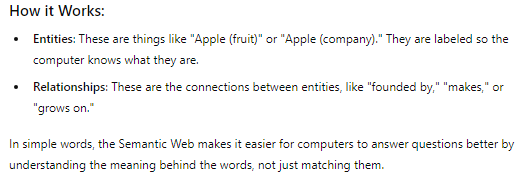 How it Works:
• Entities: These are things like "Apple (fruit)" or "Apple (company)." They are labeled so the
computer knows what they are.
• Relationships: These are the connections between entities, like "founded by," "makes," or
"grows on."
In simple words, the Semantic Web makes it easier for computers to answer questions better by
understanding the meaning behind the words, not just matching them.